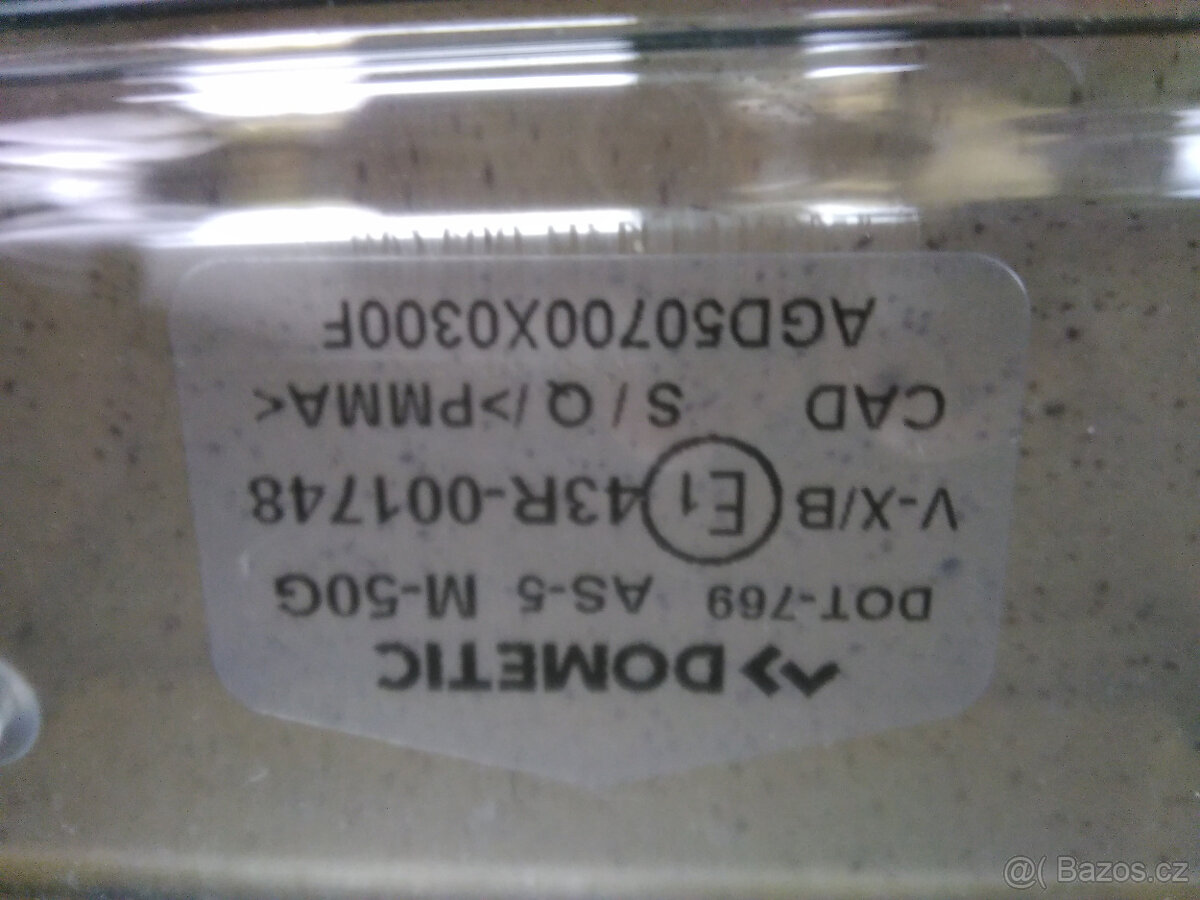 DOMETIC
DOT-769 AS-5 M-50G
V-X/B E1 43R-001748
CAD S / Q />PMMA<
AGD50700X0300F
@( Bazos.cz